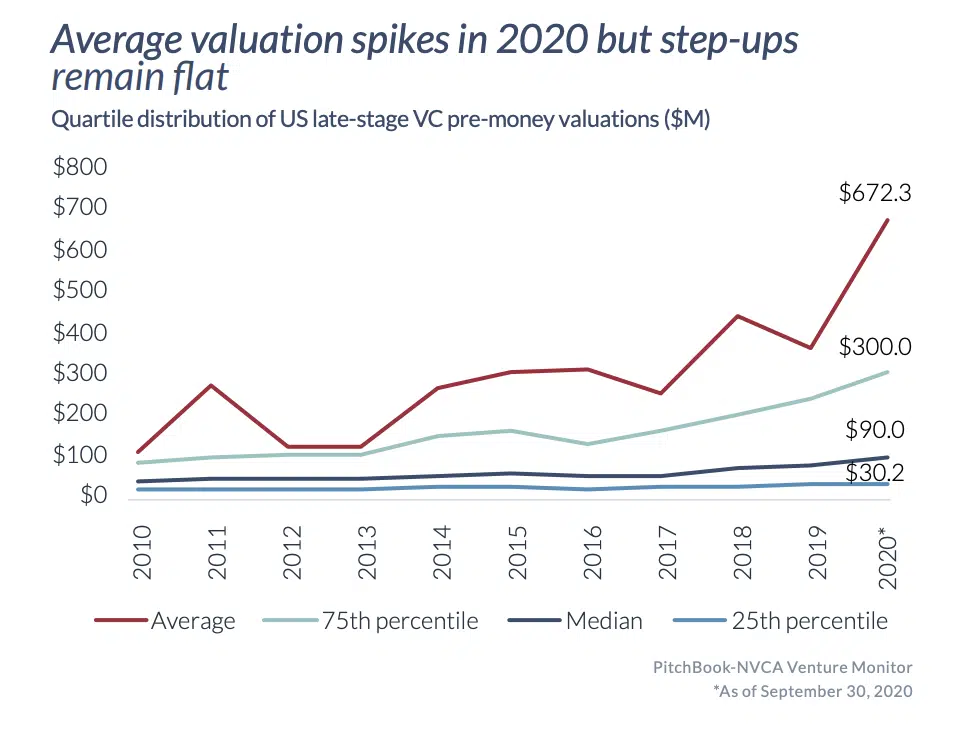 Average valuation spikes in 2020 but step-ups
remain flat
Quartile distribution of US late-stage VC pre-money valuations ($M)
$800
$700
$600
$500
$400
$300
$200
$100
$0
$672.3
$300.0
$90.0
$30.2
2010
2011
2012
2013
2014
2015
2016
2017
2018
2019
2020*
Average
75th percentile
Median
25th percentile
PitchBook-NVCA Venture Monitor
*As of September 30, 2020